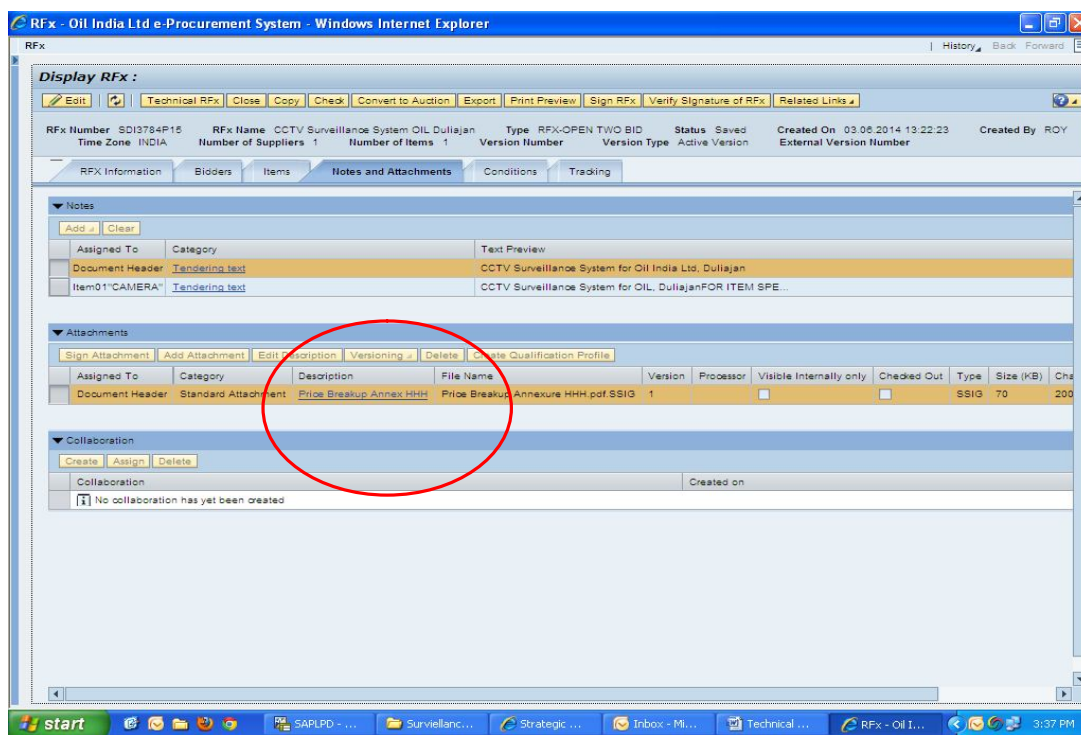 RFx - Oil India Ltd e-Procurement System - Windows Internet Explorer
RFx | History Back Forward
Display RFx :
Edit Technical RFx Close Copy Check Convert to Auction Export Print Preview Sign RFx Verify Signature of RFx Related Links
RFx Number SDI3784P15 RFx Name CCTV Surveillance System OIL Duliajan Type RFX-OPEN TWO BID Status Saved Created On 03.06.2014 13:22:23 Created By ROY
Time Zone INDIA Number of Suppliers 1 Number of Items 1 Version Number Version Type Active Version External Version Number
RFX Information Bidders Items Notes and Attachments Conditions Tracking
Notes
Add Clear
Assigned To Category Text Preview
Document Header Tendering text CCTV Surveillance System for Oil India Ltd, Duliajan
Item01"CAMERA" Tendering text CCTV Surveillance System for OIL, DuliajanFOR ITEM SPE...
Attachments
Sign Attachment Add Attachment Edit Description Versioning Delete Create Qualification Profile
Assigned To Category Description File Name Version Processor Visible Internally only Checked Out Type Size (KB) Cha
Document Header Standard Attachment Price Breakup Annex HHH Price Breakup Annexure HHH.pdf.SSIG 1 SSIG 70 200
Collaboration
Create Assign Delete
Collaboration Created on
No collaboration has yet been created
start SAPLPD - ... Surviellanc... Strategic ... Inbox - Mi... Technical ... RFx - Oil I... 3:37 PM